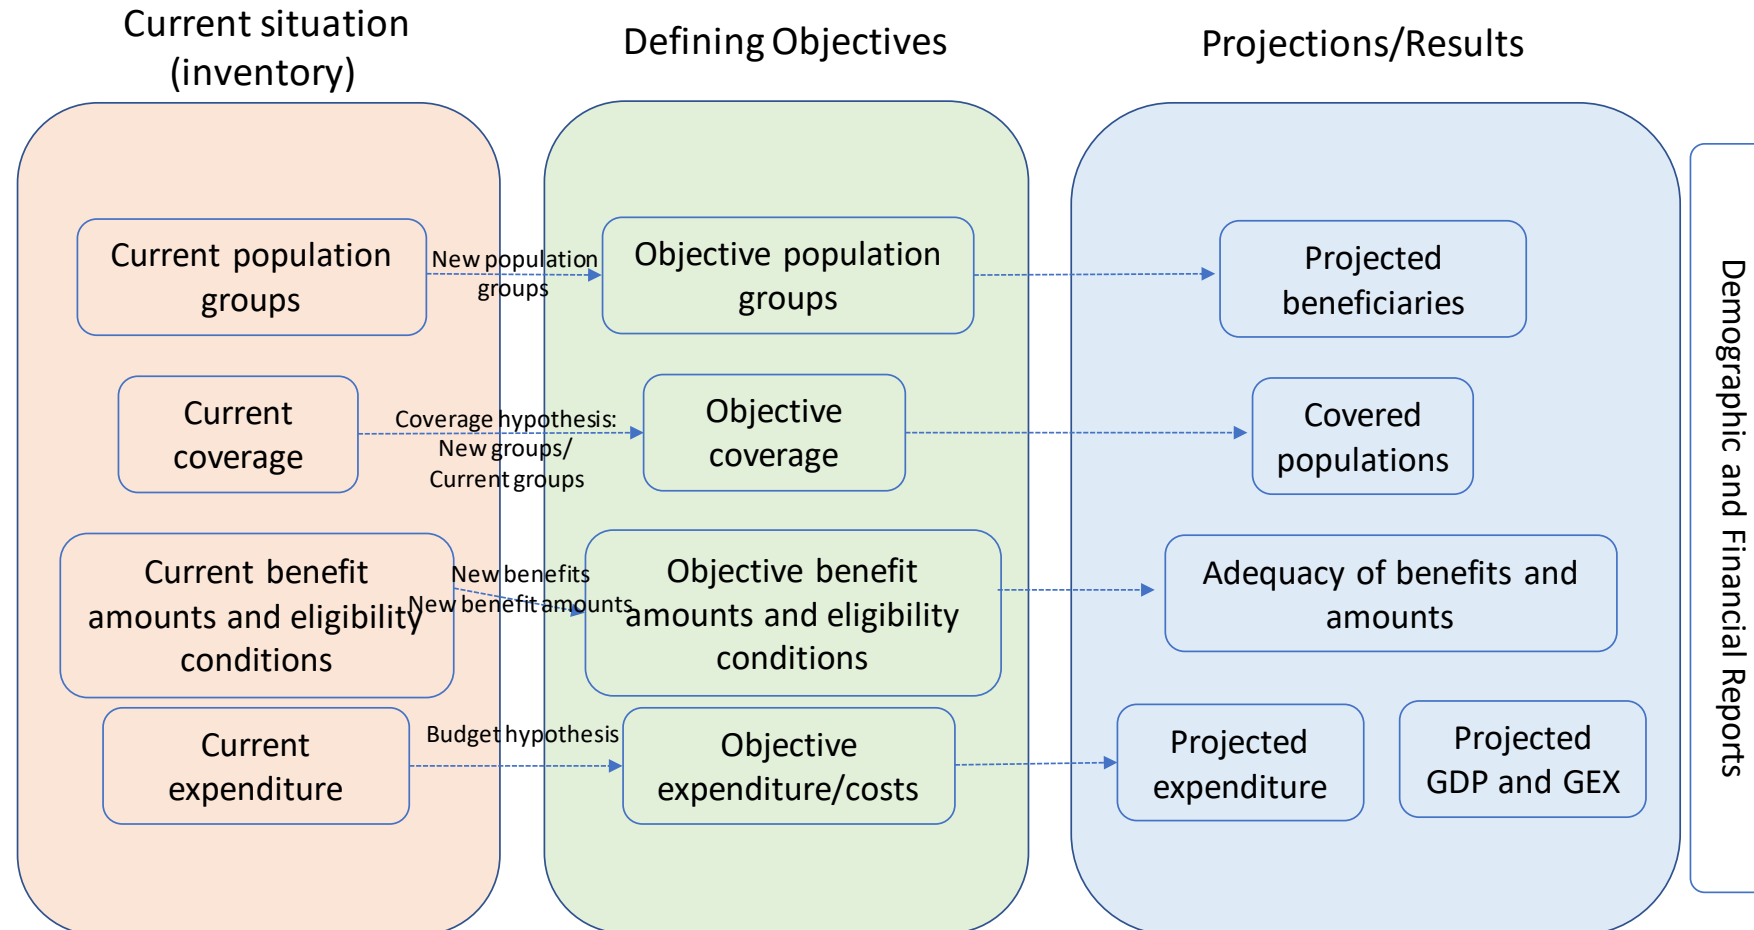 Current situation
(inventory)
Defining Objectives
Projections/Results
Current population
groups
New population
groups
Objective population
groups
Projected
beneficiaries
Current
coverage
Coverage hypothesis:
New groups/
Current groups
Objective
coverage
Covered
populations
Current benefit
amounts and eligibility
conditions
New benefits
New benefit amounts
Objective benefit
amounts and eligibility
conditions
Adequacy of benefits and
amounts
Current
expenditure
Budget hypothesis
Objective
expenditure/costs
Projected
expenditure
Projected
GDP and GEX
Demographic and Financial Reports